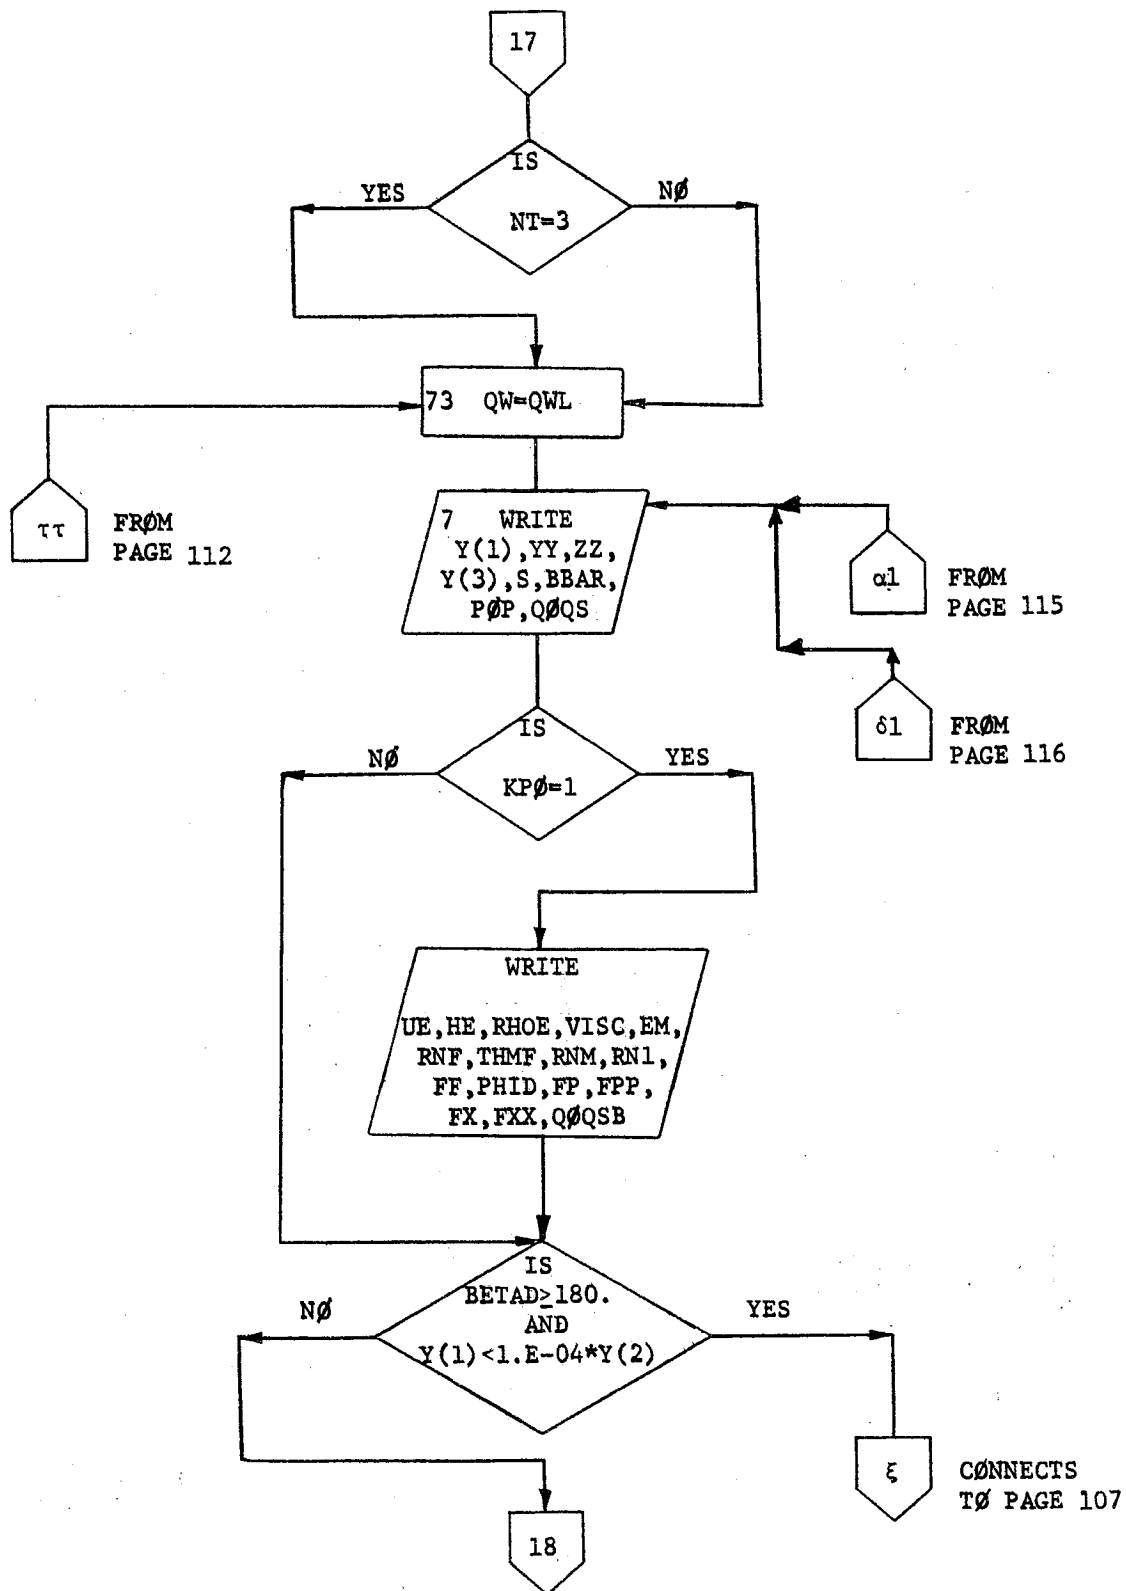 17
IS
YES
NØ
NT=3
73 QW=QWL
ττ
FRØM
PAGE 112
7 WRITE
Y(1),YY,ZZ,
Y(3),S,BBAR,
PØP,QØQS
α1
FRØM
PAGE 115
δ1
FRØM
PAGE 116
IS
NØ
YES
KPØ=1
WRITE
UE,HE,RHOE,VISC,EM,
RNF,THMF,RNM,RN1,
FF,PHID,FP,FPP,
FX,FXX,QØQSB
IS
BETAD≥180.
NØ
YES
AND
Y(1)<1.E-04*Y(2)
ξ
CØNNECTS
TØ PAGE 107
18